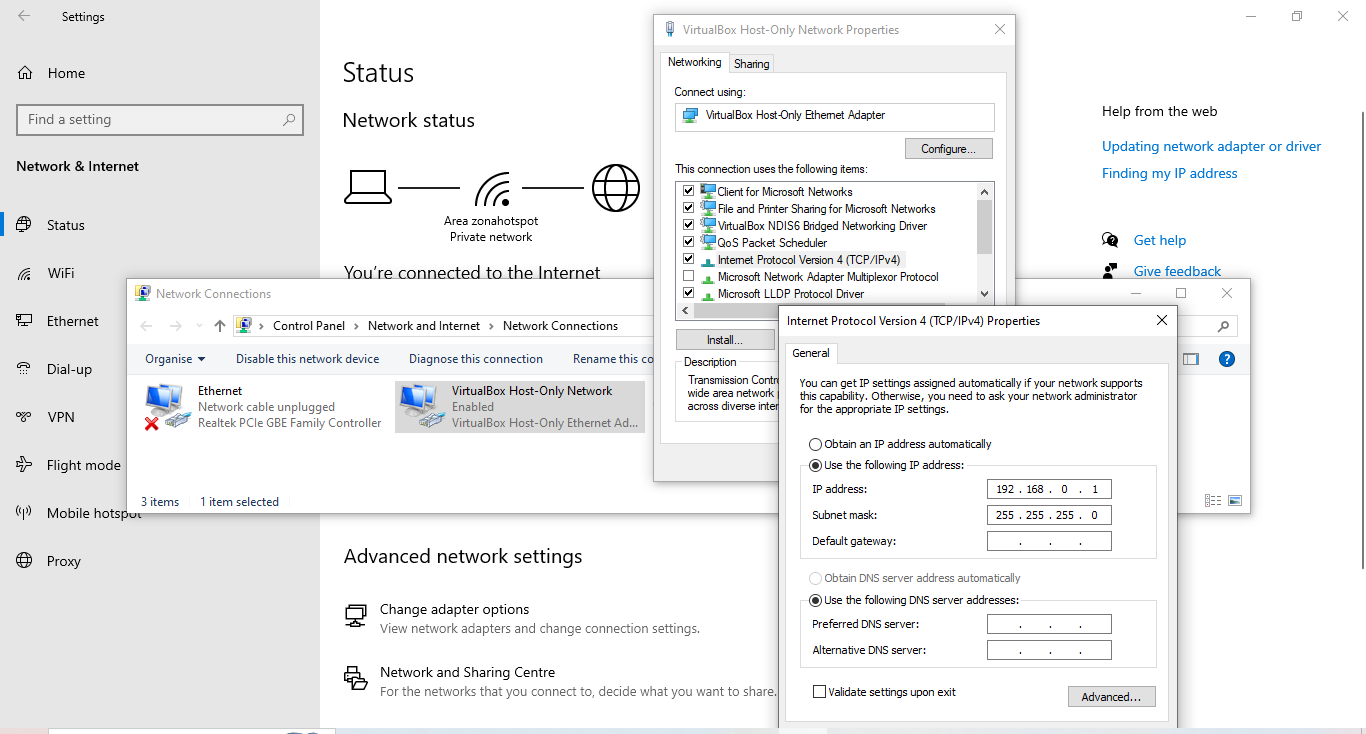 Settings
Home
Find a setting
Network & Internet
Status
WiFi
Ethernet
Dial-up
VPN
Flight mode
Mobile hotspot
Proxy
Status
Network status
Area zonahotspot
Private network
You're connected to the Internet
Advanced network settings
Change adapter options
View network adapters and change connection settings.
Network and Sharing Centre
For the networks that you connect to, decide what you want to share.
Help from the web
Updating network adapter or driver
Finding my IP address
Get help
Give feedback
Network Connections
Control Panel > Network and Internet > Network Connections
Organise
Disable this network device
Diagnose this connection
Rename this co
Ethernet
Network cable unplugged
Realtek PCIe GBE Family Controller
VirtualBox Host-Only Network
Enabled
VirtualBox Host-Only Ethernet Ad...
3 items
1 item selected
VirtualBox Host-Only Network Properties
Networking
Sharing
Connect using:
VirtualBox Host-Only Ethernet Adapter
Configure...
This connection uses the following items:
Client for Microsoft Networks
File and Printer Sharing for Microsoft Networks
VirtualBox NDIS6 Bridged Networking Driver
QoS Packet Scheduler
Internet Protocol Version 4 (TCP/IPv4)
Microsoft Network Adapter Multiplexor Protocol
Microsoft LLDP Protocol Driver
Install...
Description
Transmission Contr
wide area network p
across diverse inter
Internet Protocol Version 4 (TCP/IPv4) Properties
General
You can get IP settings assigned automatically if your network supports
this capability. Otherwise, you need to ask your network administrator
for the appropriate IP settings.
Obtain an IP address automatically
Use the following IP address:
IP address: 192 . 168 . 0 . 1
Subnet mask: 255 . 255 . 255 . 0
Default gateway: . . .
Obtain DNS server address automatically
Use the following DNS server addresses:
Preferred DNS server: . . .
Alternative DNS server: . . .
Validate settings upon exit
Advanced...